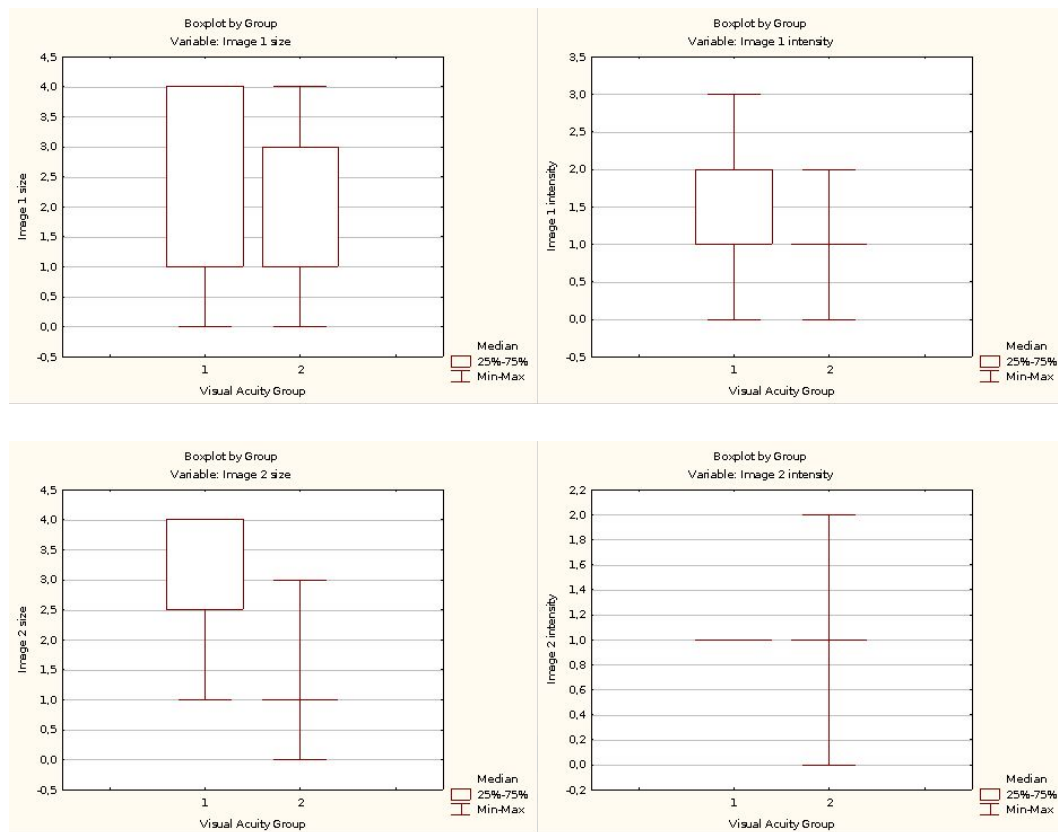 Boxplot by Group
Variable: Image 1 size
4,5
4,0
3,5
3,0
2,5
2,0
1,5
1,0
0,5
0,0
-0,5
Image 1 size
1 2
Visual Acuity Group
Median
25%-75%
Min-Max
Boxplot by Group
Variable: Image 1 intensity
3,5
3,0
2,5
2,0
1,5
1,0
0,5
0,0
-0,5
Image 1 intensity
1 2
Visual Acuity Group
Median
25%-75%
Min-Max
Boxplot by Group
Variable: Image 2 size
4,5
4,0
3,5
3,0
2,5
2,0
1,5
1,0
0,5
0,0
-0,5
Image 2 size
1 2
Visual Acuity Group
Median
25%-75%
Min-Max
Boxplot by Group
Variable: Image 2 intensity
2,2
2,0
1,8
1,6
1,4
1,2
1,0
0,8
0,6
0,4
0,2
0,0
-0,2
Image 2 intensity
1 2
Visual Acuity Group
Median
25%-75%
Min-Max